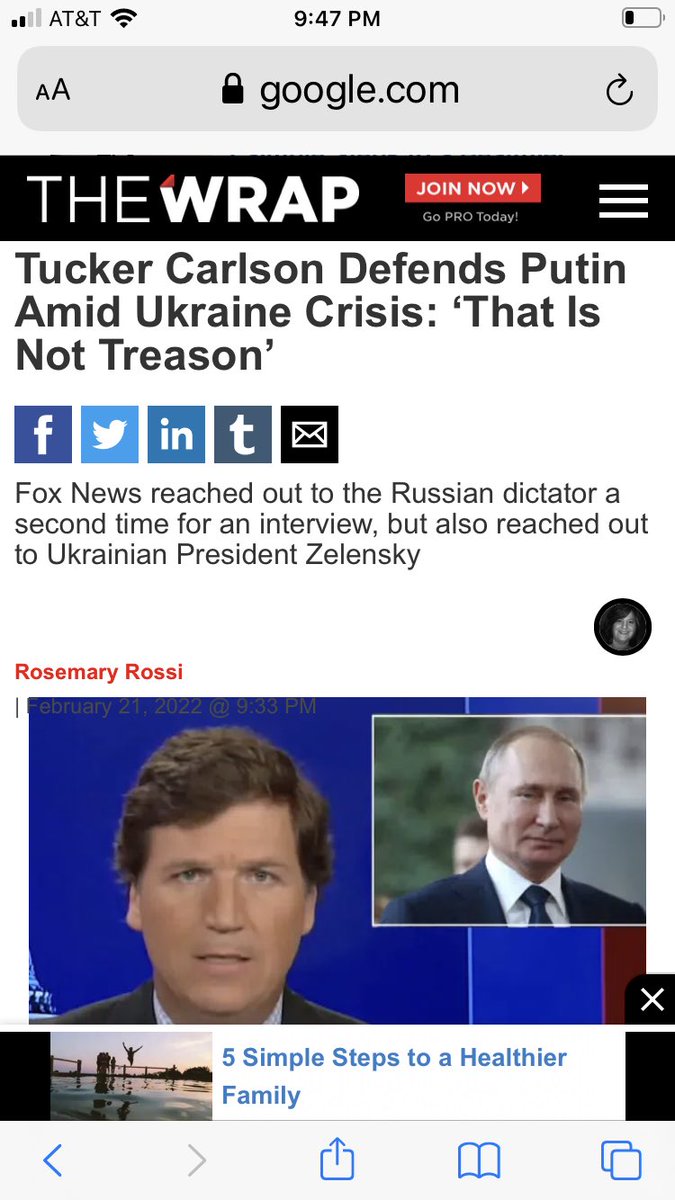 AT&T 9:47 PM
AA google.com
THE WRAP JOIN NOW
Go PRO Today!
Tucker Carlson Defends Putin
Amid Ukraine Crisis: ‘That Is
Not Treason’
f in t
Fox News reached out to the Russian dictator a
second time for an interview, but also reached out
to Ukrainian President Zelensky
Rosemary Rossi
| February 21, 2022 @ 9:33 PM
5 Simple Steps to a Healthier
Family